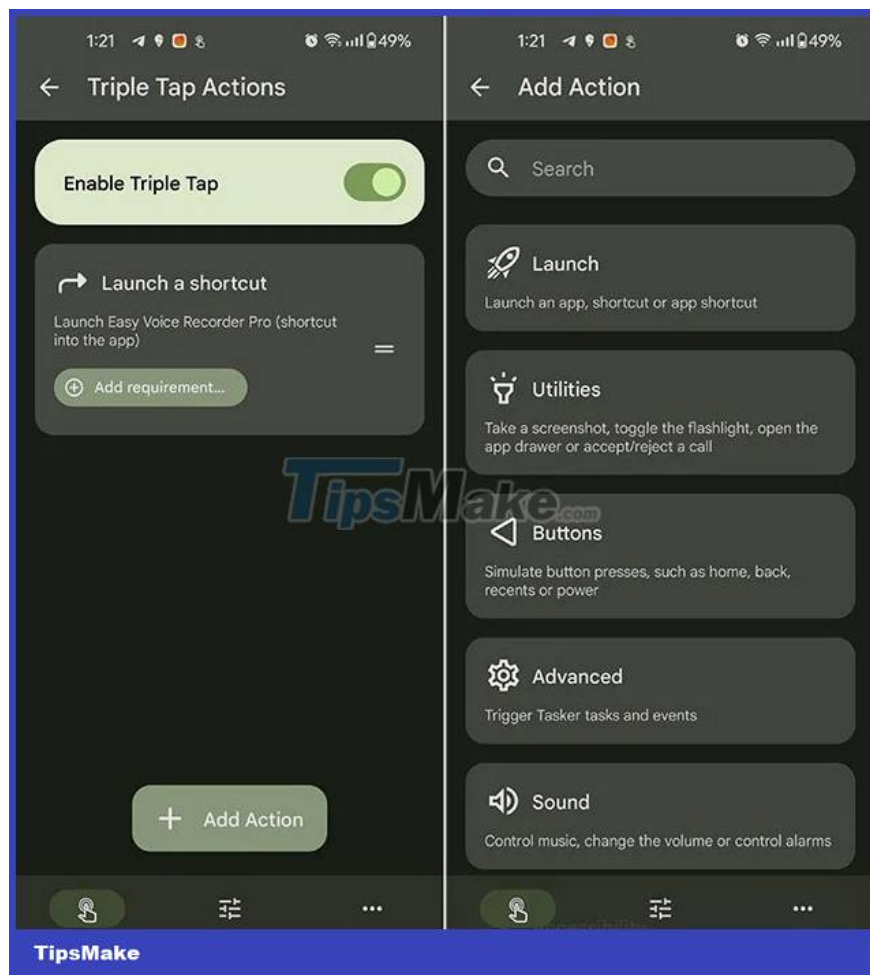 1:21
49%
Triple Tap Actions
Enable Triple Tap
Launch a shortcut
Launch Easy Voice Recorder Pro (shortcut
into the app)
Add requirement...
Add Action
1:21
49%
Add Action
Search
Launch
Launch an app, shortcut or app shortcut
Utilities
Take a screenshot, toggle the flashlight, open the
app drawer or accept/reject a call
Buttons
Simulate button presses, such as home, back,
recents or power
Advanced
Trigger Tasker tasks and events
Sound
Control music, change the volume or control alarms
Accessibility
TipsMake.com
TipsMake